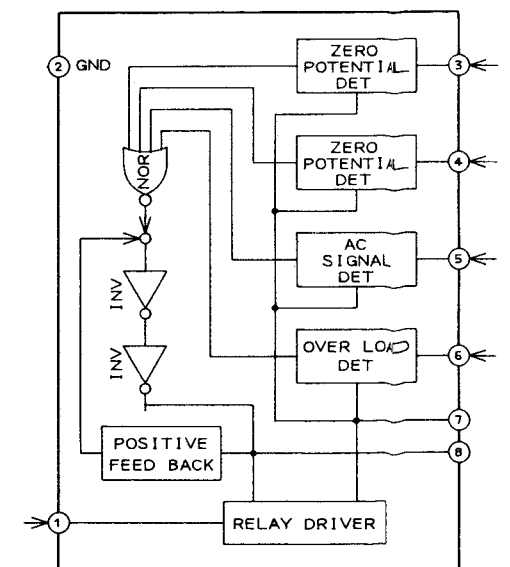 ZERO
POTENTIAL
DET
3
2 GND
ZERO
POTENTIAL
DET
4
NOR
AC
SIGNAL
DET
5
INV
OVER LOAD
DET
6
INV
7
POSITIVE
FEED BACK
8
1
RELAY DRIVER